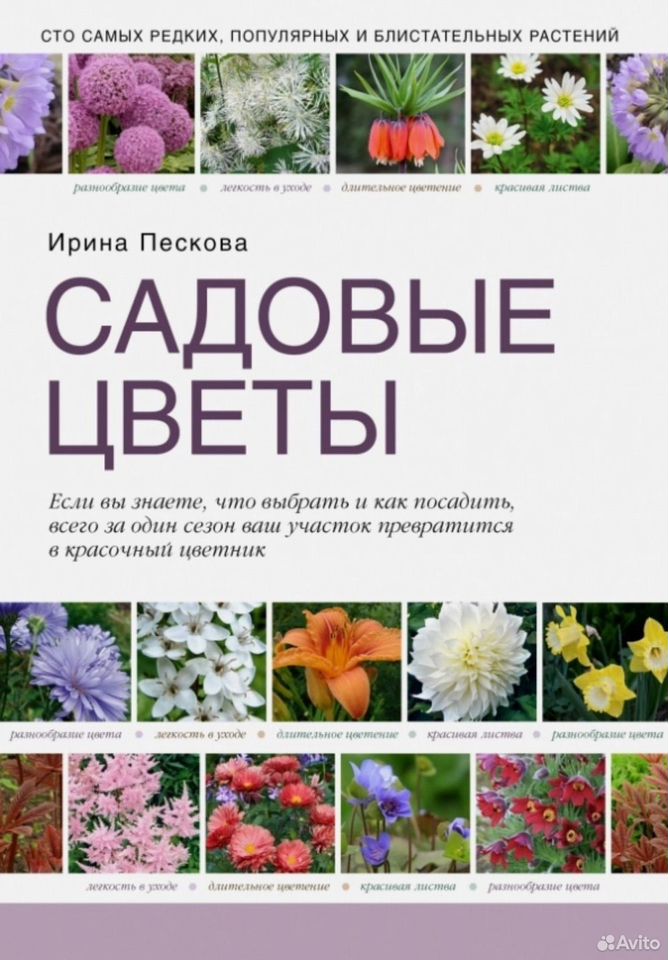 СТО САМЫХ РЕДКИХ, ПОПУЛЯРНЫХ И БЛИСТАТЕЛЬНЫХ РАСТЕНИЙ
разнообразие цвета • легкость в уходе • длительное цветение • красивая листва
Ирина Пескова
САДОВЫЕ
ЦВЕТЫ
Если вы знаете, что выбрать и как посадить,
всего за один сезон ваш участок превратится
в красочный цветник
разнообразие цвета • легкость в уходе • длительное цветение • красивая листва • разнообразие цвета
легкость в уходе • длительное цветение • красивая листва • разнообразие цвета
Avito